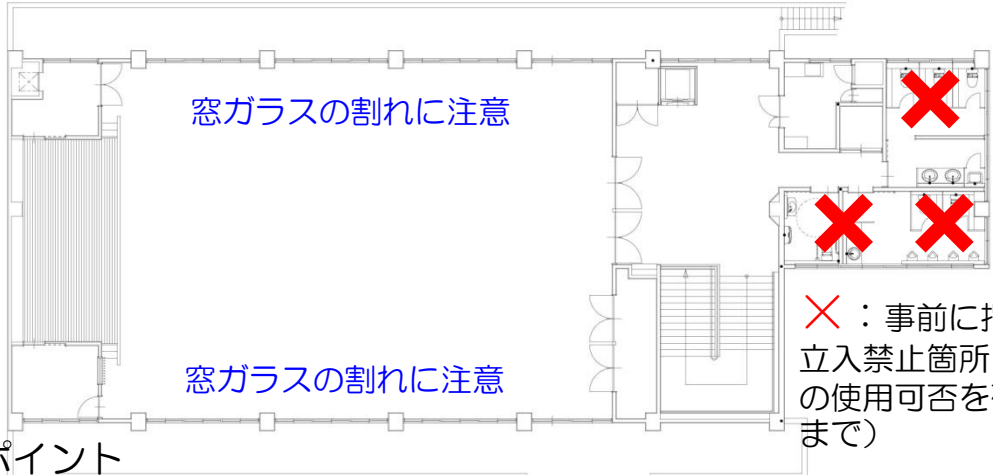 窓ガラスの割れに注意
窓ガラスの割れに注意
×：事前に
立入禁止箇所
の使用可否を
まで）
ポイント